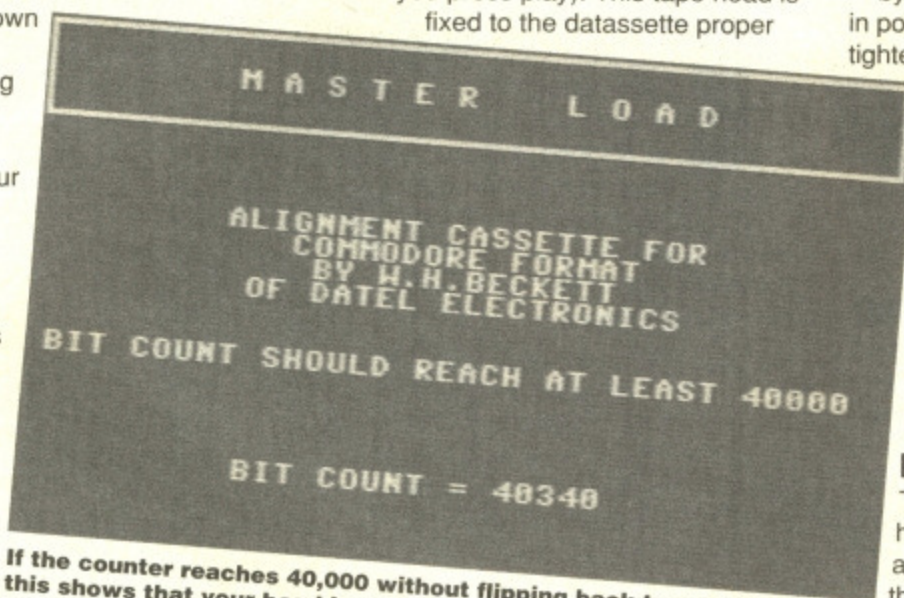 own
fixed to the datassette proper
in
M A S T E R L O A D
ALIGNMENT CASSETTE FOR
COMMODORE FORMAT
BY W.H.BECKETT
OF DATEL ELECTRONICS
BIT COUNT SHOULD REACH AT LEAST 40000
BIT COUNT = 40340
If the counter reaches 40,000 without flipping back
this shows that your